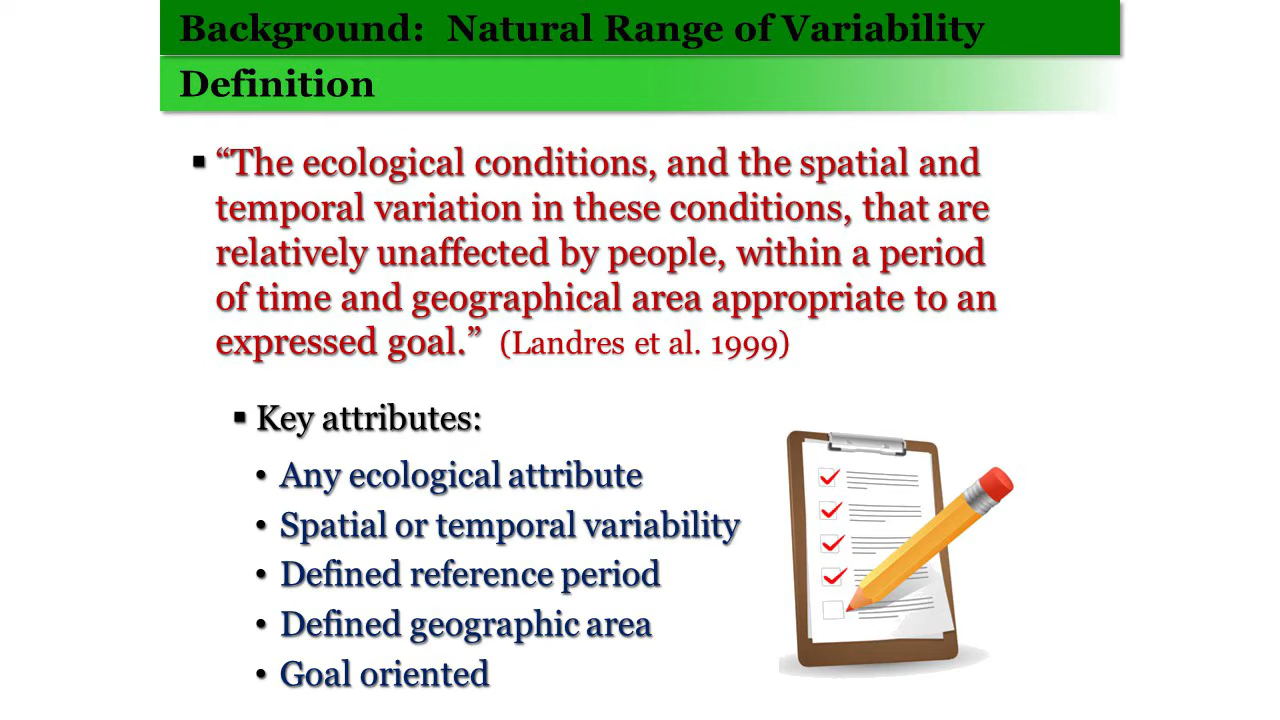 Background:  Natural Range of Variability
Definition
▪ “The ecological conditions, and the spatial and
temporal variation in these conditions, that are
relatively unaffected by people, within a period
of time and geographical area appropriate to an
expressed goal.”  (Landres et al. 1999)
▪ Key attributes:
• Any ecological attribute
• Spatial or temporal variability
• Defined reference period
• Defined geographic area
• Goal oriented